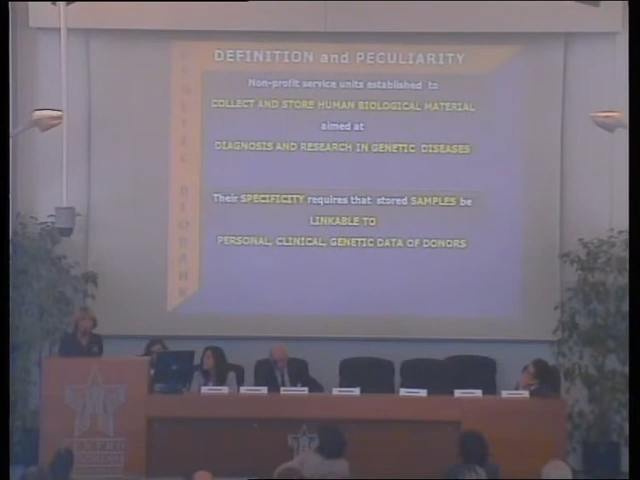 DEFINITION and PECULIARITY
Non-profit service units established to
COLLECT AND STORE HUMAN BIOLOGICAL MATERIAL
aimed at
DIAGNOSIS AND RESEARCH IN GENETIC DISEASES
Their SPECIFICITY requires that stored SAMPLES be
LINKABLE TO
PERSONAL, CLINICAL, GENETIC DATA OF DONORS
GENETIC BIOBANK